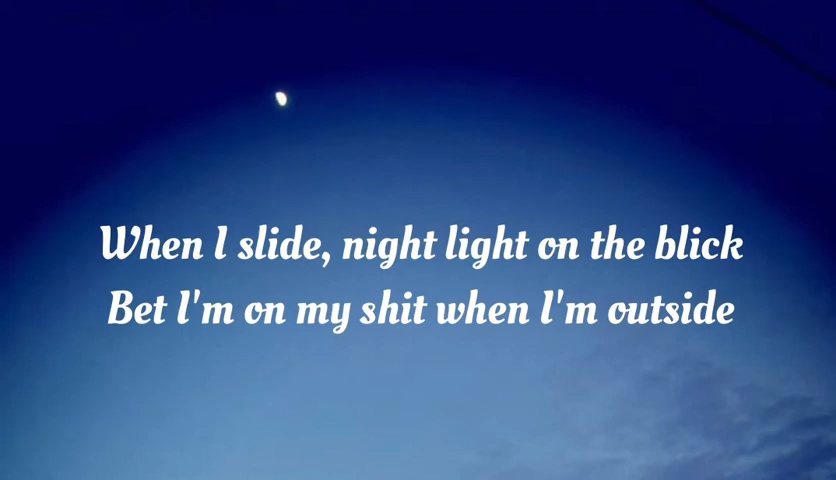 When I slide, night light on the blick
Bet I'm on my shit when I'm outside